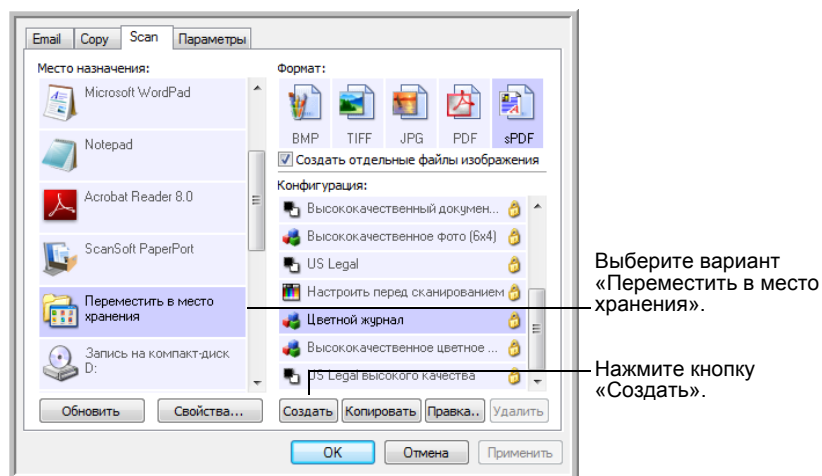 Email Copy Scan Параметры
Место назначения:
Microsoft WordPad
Notepad
Acrobat Reader 8.0
ScanSoft PaperPort
Переместить в место
хранения
Запись на компакт-диск
D:
Обновить Свойства...
Формат:
BMP TIFF JPG PDF sPDF
Создать отдельные файлы изображения
Конфигурация:
Высококачественный докумен...
Высококачественное фото (6x4)
US Legal
Настроить перед сканированием
Цветной журнал
Высококачественное цветное ...
US Legal высокого качества
Создать Копировать Правка.. Удалить
OK Отмена Применить
Выберите вариант
«Переместить в место
хранения».
Нажмите кнопку
«Создать».